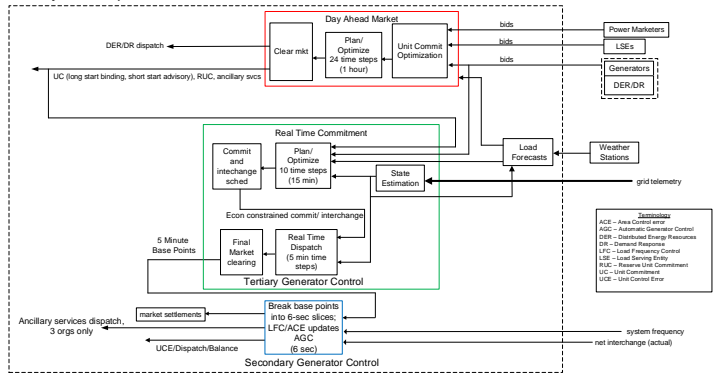 Day Ahead Market
DER/DR dispatch
Clear mkt
Plan/
Optimize
24 time steps
(1 hour)
Unit Commit
Optimization
bids
bids
bids
Power Marketers
LSEs
Generators
DER/DR
UC (long start binding, short start advisory), RUC, ancillary svcs
Real Time Commitment
Commit
and
interchange
sched
Plan/
Optimize
10 time steps
(15 min)
State
Estimation
Load
Forecasts
Weather
Stations
grid telemetry
Econ constrained commit/ interchange
5 Minute
Base Points
Final
Market
clearing
Real Time
Dispatch
(5 min time
steps)
Tertiary Generator Control
Terminology
ACE – Area Control error
AGC – Automatic Generator Control
DER – Distributed Energy Resources
DR – Demand Response
LFC – Load Frequency Control
LSE – Load Serving Entity
RUC – Reserve Unit Commitment
UC – Unit Commitment
UCE – Unit Control Error
market settlements
Ancillary services dispatch,
3 orgs only
UCE/Dispatch/Balance
Break base points
into 6-sec slices;
LFC/ACE updates
AGC
(6 sec)
system frequency
net interchange (actual)
Secondary Generator Control